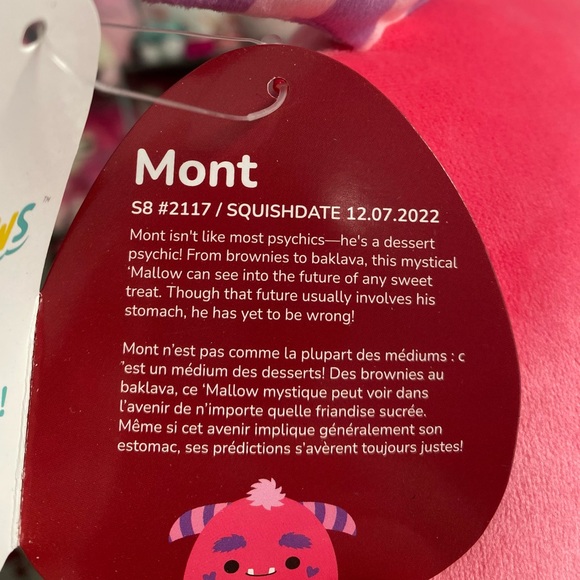 WS
™
!
Mont
S8 #2117 / SQUISHDATE 12.07.2022
Mont isn't like most psychics—he's a dessert
psychic! From brownies to baklava, this mystical
‘Mallow can see into the future of any sweet
treat. Though that future usually involves his
stomach, he has yet to be wrong!
Mont n’est pas comme la plupart des médiums : c
’est un médium des desserts! Des brownies au
baklava, ce ‘Mallow mystique peut voir dans
l’avenir de n’importe quelle friandise sucrée.
Même si cet avenir implique généralement son
estomac, ses prédictions s’avèrent toujours justes!